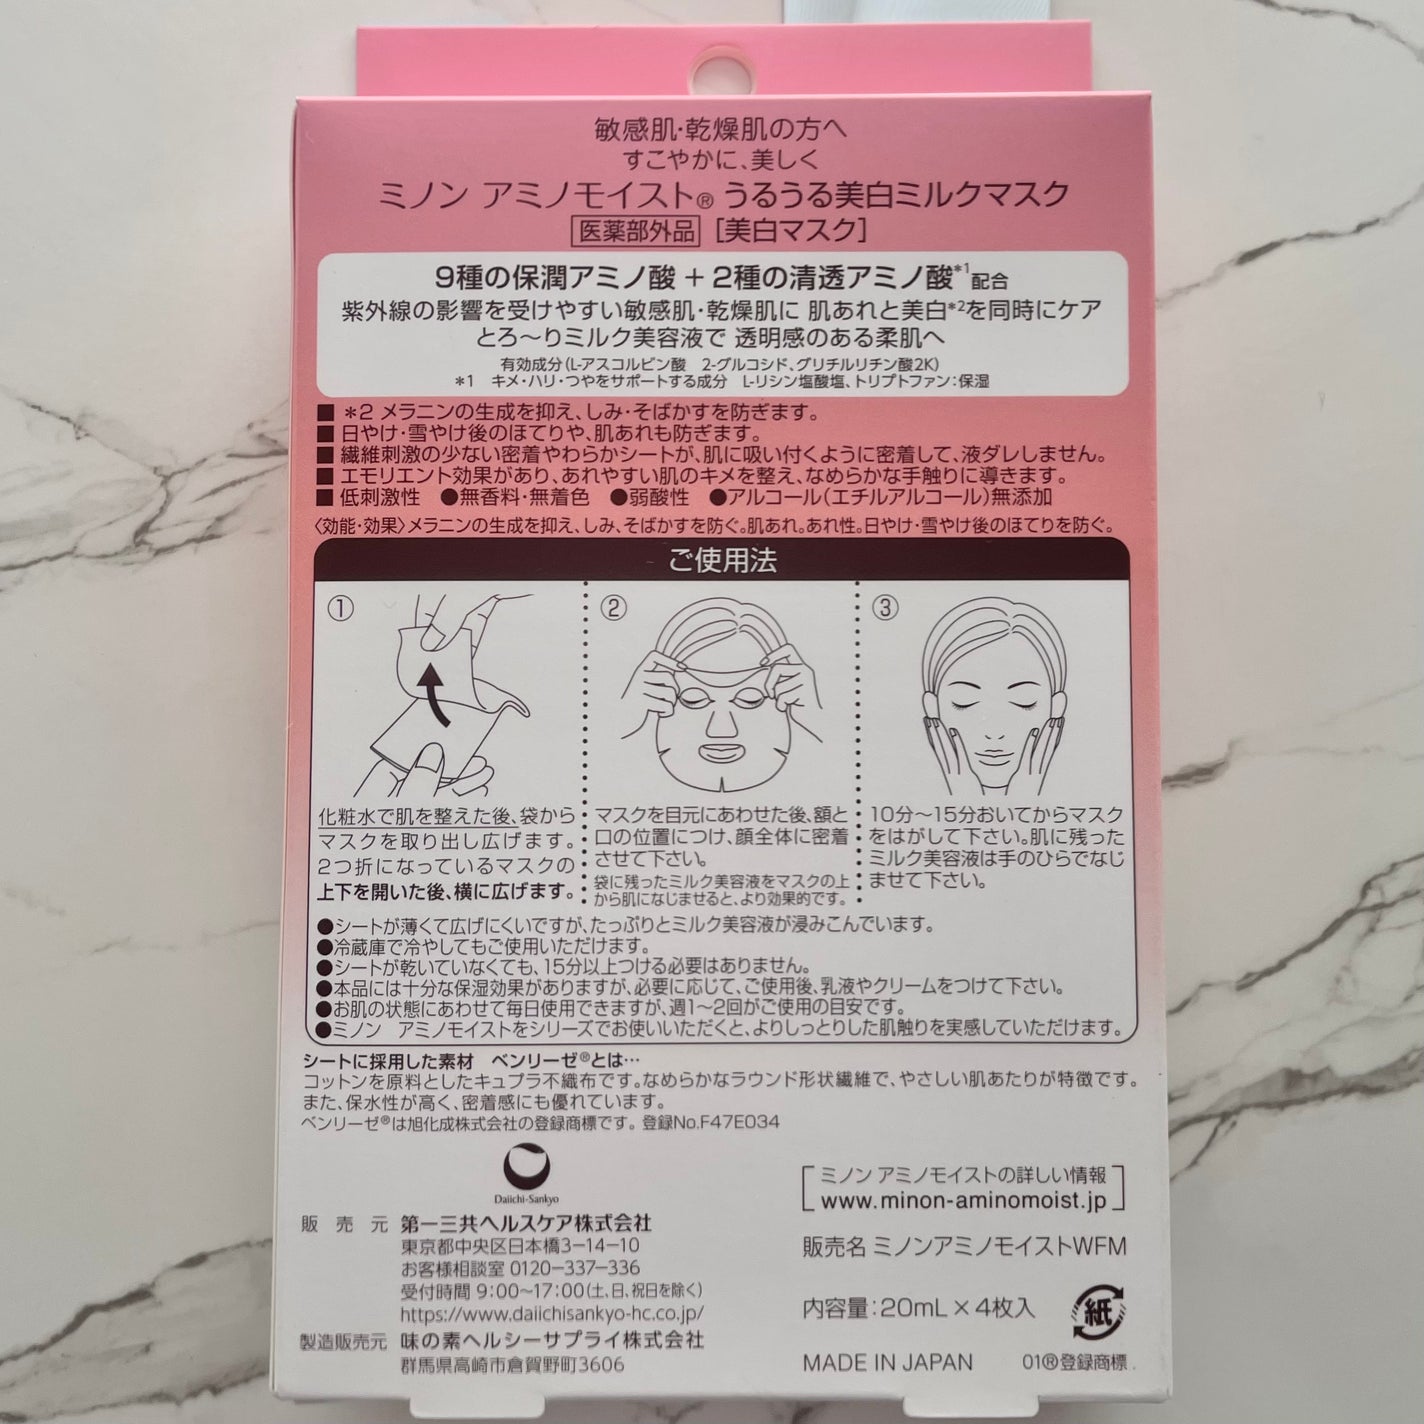 敏感肌・乾燥肌の方へ
すこやかに、美しく
ミノン アミノモイスト® うるうる美白ミルクマスク
医薬部外品 [美白マスク]
9種の保潤アミノ酸 + 2種の清透アミノ酸*1配合
紫外線の影響を受けやすい敏感肌・乾燥肌に 肌あれと美白*2を同時にケア
とろ〜りミルク美容液で 透明感のある柔肌へ
有効成分(L-アスコルビン酸 2-グルコシド、グリチルリチン酸2K)
*1 キメ・ハリ・つやをサポートする成分 L-リシン塩酸塩、トリプトファン:保湿
■ *2 メラニンの生成を抑え、しみ・そばかすを防ぎます。
■ 日やけ・雪やけ後のほてりや、肌あれも防ぎます。
■ 繊維刺激の少ない密着やわらかシートが、肌に吸い付くように密着して、液ダレしません。
■ エモリエント効果があり、あれやすい肌のキメを整え、なめらかな手触りに導きます。
■ 低刺激性 ●無香料・無着色 ●弱酸性 ●アルコール(エチルアルコール)無添加
〈効能・効果〉メラニンの生成を抑え、しみ、そばかすを防ぐ。肌あれ。あれ性。日やけ・雪やけ後のほてりを防ぐ。
ご使用法
①
化粧水で肌を整えた後、袋から
マスクを取り出し広げます。
2つ折になっているマスクの
上下を開いた後、横に広げます。
②
マスクを目元にあわせた後、額と
口の位置につけ、顔全体に密着
させて下さい。
袋に残ったミルク美容液をマスクの上
から肌になじませると、より効果的です。
③
10分〜15分おいてからマスク
をはがして下さい。肌に残った
ミルク美容液は手のひらでなじ
ませて下さい。
●シートが薄くて広げにくいですが、たっぷりとミルク美容液が浸みこんでいます。
●冷蔵庫で冷やしてもご使用いただけます。
●シートが乾いていなくても、15分以上つける必要はありません。
●本品には十分な保湿効果がありますが、必要に応じて、ご使用後、乳液やクリームをつけて下さい。
●お肌の状態にあわせて毎日使用できますが、週1〜2回がご使用の目安です。
●ミノン アミノモイストをシリーズでお使いいただくと、よりしっとりした肌触りを実感していただけます。
シートに採用した素材 ベンリーゼ®とは…
コットンを原料としたキュプラ不織布です。なめらかなラウンド形状繊維で、やさしい肌あたりが特徴です。
また、保水性が高く、密着感にも優れています。
ベンリーゼ®は旭化成株式会社の登録商標です。登録No.F47E034
Daiichi-Sankyo
販売元 第一三共ヘルスケア株式会社
東京都中央区日本橋3-14-10
お客様相談室 0120-337-336
受付時間 9:00〜17:00(土、日、祝日を除く)
https://www.daiichisankyo-hc.co.jp/
製造販売元 味の素ヘルシーサプライ株式会社
群馬県高崎市倉賀野町3606
ミノン アミノモイストの詳しい情報
www.minon-aminomoist.jp
販売名 ミノンアミノモイストWFM
内容量:20mL×4枚入
紙
MADE IN JAPAN
01®登録商標